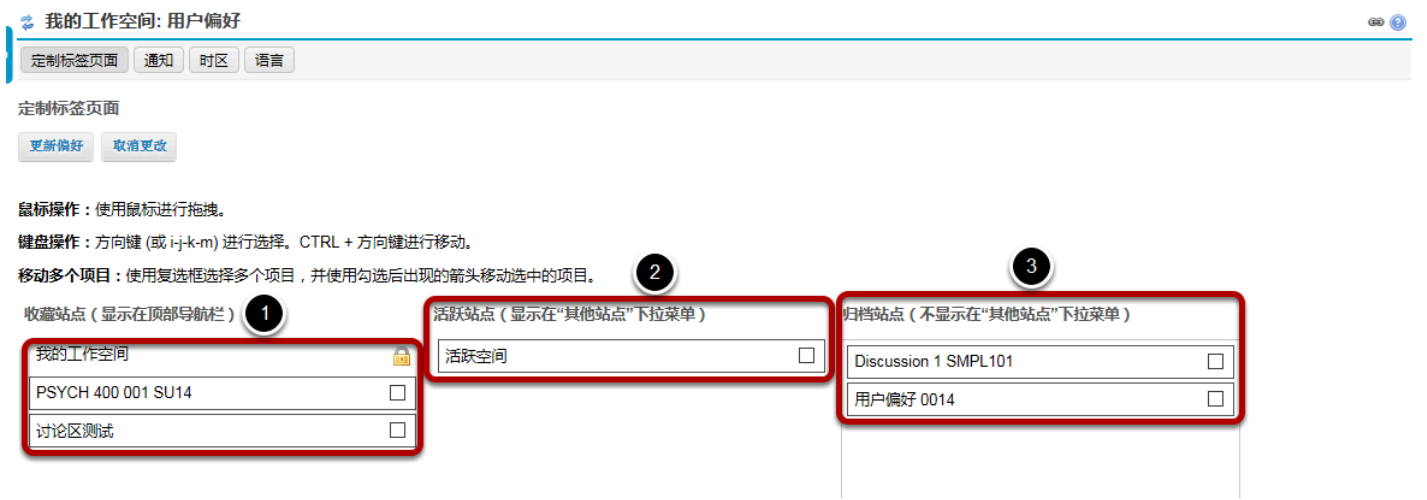 我的工作空间: 用户偏好
定制标签页面 通知 时区 语言
定制标签页面
更新偏好 取消更改
鼠标操作：使用鼠标进行拖拽。
键盘操作：方向键 (或 i-j-k-m) 进行选择。CTRL + 方向键进行移动。
移动多个项目：使用复选框选择多个项目，并使用勾选后出现的箭头移动选中的项目。
收藏站点（显示在顶部导航栏） 1
我的工作空间
PSYCH 400 001 SU14
讨论区测试
2
活跃站点（显示在“其他站点”下拉菜单）
活跃空间
3
归档站点（不显示在“其他站点”下拉菜单）
Discussion 1 SMPL101
用户偏好 0014